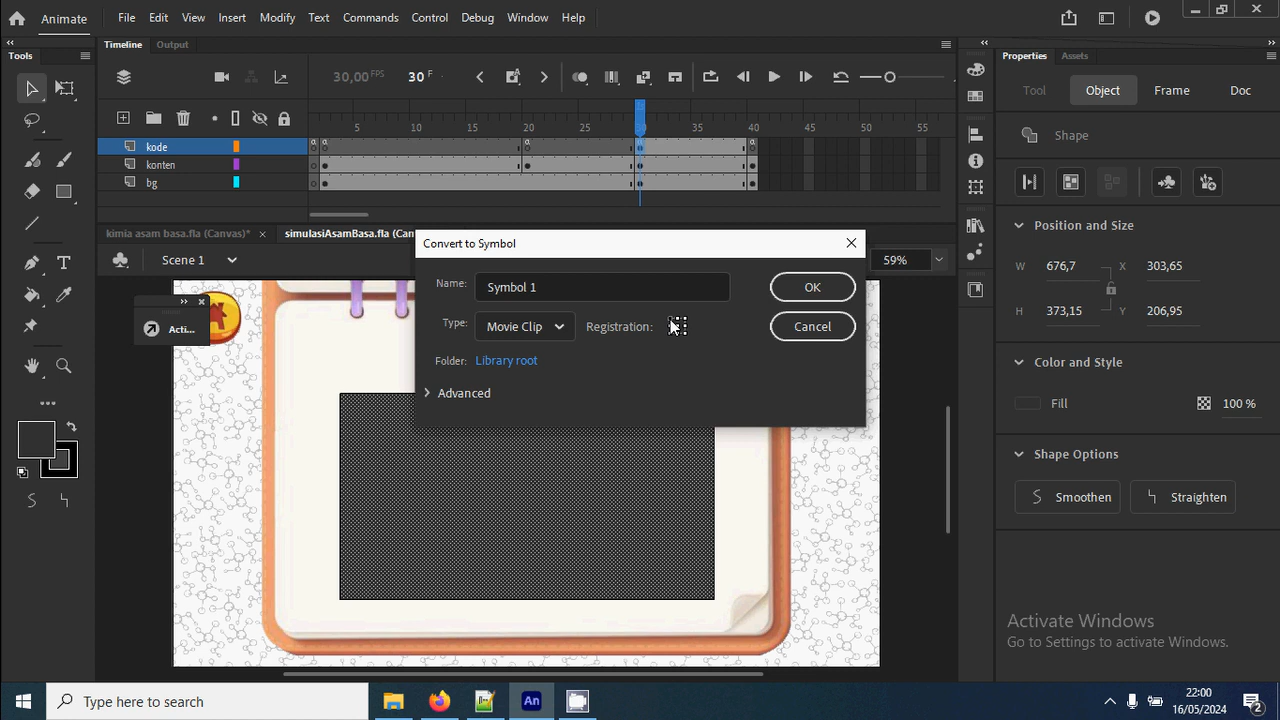 Animate File Edit View Insert Modify Text Commands Control Debug Window Help
Tools
Timeline Output
Properties Assets
30,00 FPS 30 F
Tool Object Frame Doc
5 10 15 20 25 30 35 40 45 50 55
Shape
kode
konten
bg
kimia asam basa.fla (Canvas)* × simulasiAsamBasa.fla (Can
Scene 1
59%
Acti...
Convert to Symbol
Name: Symbol 1
OK
Type: Movie Clip Registration:
Cancel
Folder: Library root
Advanced
Position and Size
W 676,7 X 303,65
H 373,15 Y 206,95
Color and Style
Fill 100 %
Shape Options
Smoothen Straighten
Activate Windows
Go to Settings to activate Windows.
Type here to search
An
22:00
16/05/2024
2